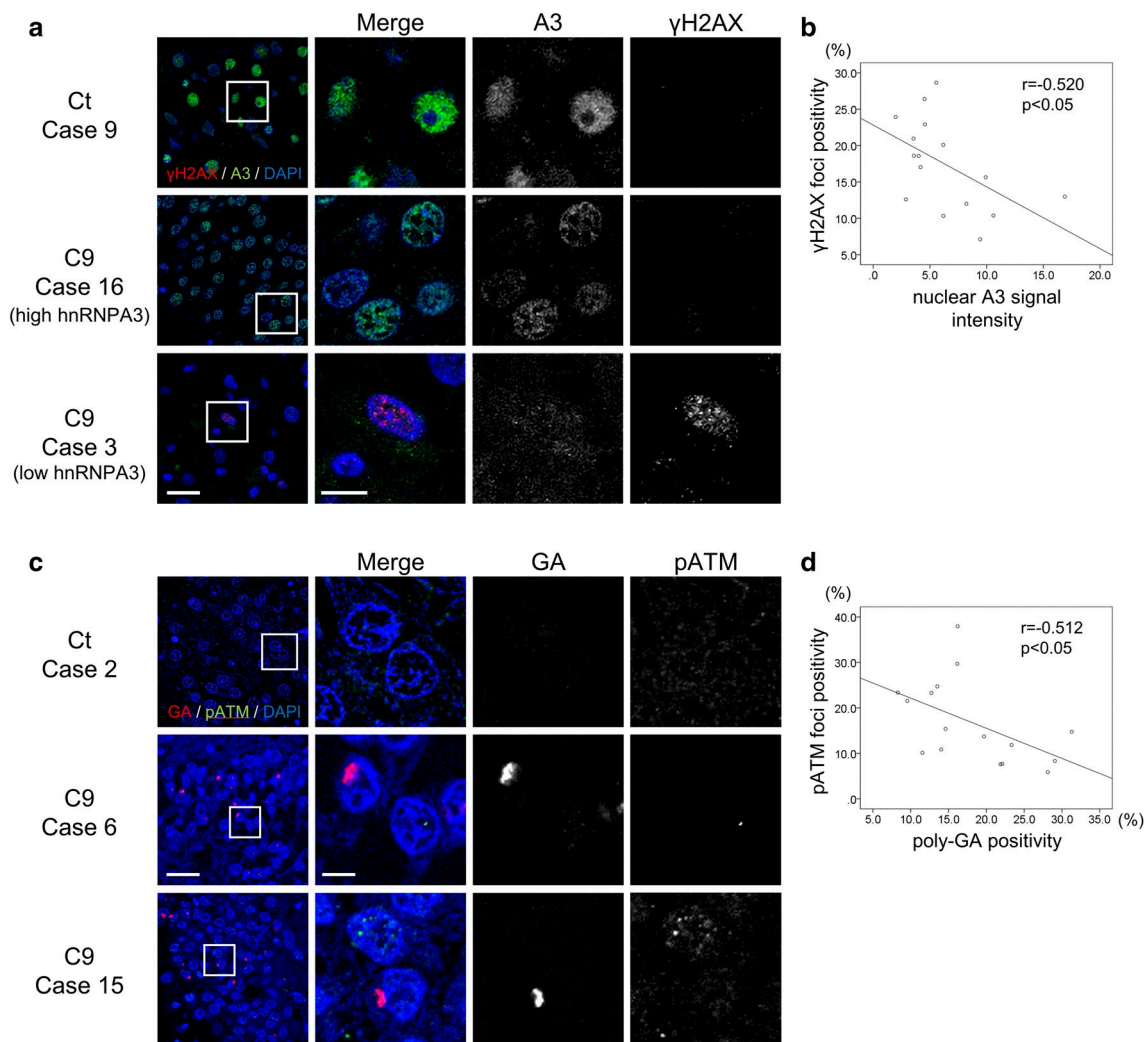 a
Merge
A3
γH2AX
Ct
Case 9
γH2AX / A3 / DAPI
C9
Case 16
(high hnRNPA3)
C9
Case 3
(low hnRNPA3)
b
(%)
r=-0.520
p<0.05
γH2AX foci positivity
30.0
25.0
20.0
15.0
10.0
5.0
.0
5.0
10.0
15.0
20.0
nuclear A3 signal
intensity
c
Merge
GA
pATM
Ct
Case 2
GA / pATM / DAPI
C9
Case 6
C9
Case 15
d
(%)
r=-0.512
p<0.05
pATM foci positivity
40.0
30.0
20.0
10.0
.0
5.0
10.0
15.0
20.0
25.0
30.0
35.0
(%)
poly-GA positivity